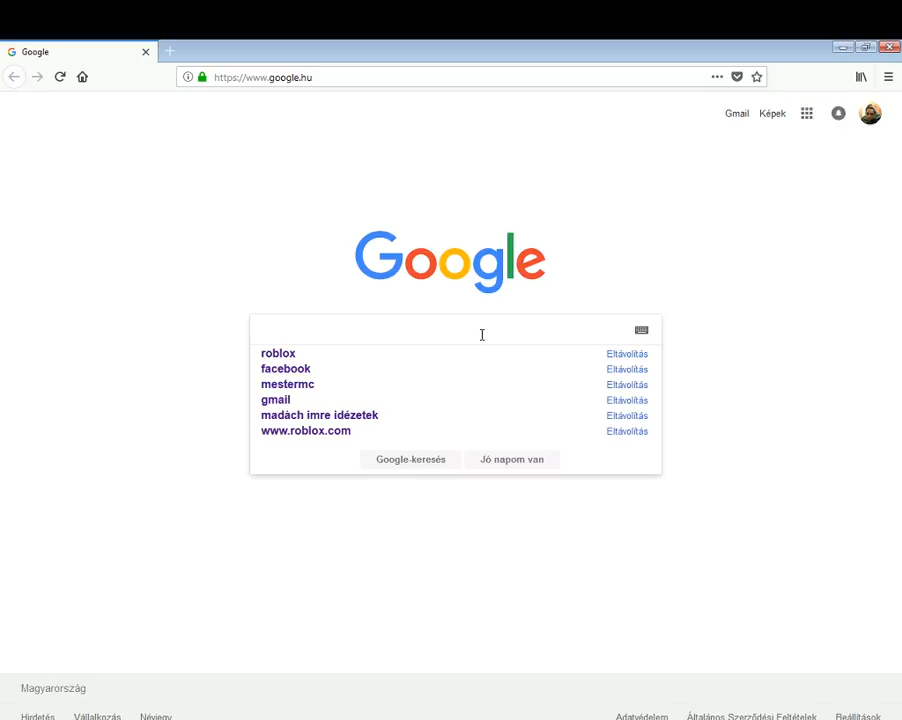 Google
https://www.google.hu
Gmail Képek
Google
roblox Eltávolítás
facebook Eltávolítás
mestermc Eltávolítás
gmail Eltávolítás
madách imre idézetek Eltávolítás
www.roblox.com Eltávolítás
Google-keresés Jó napom van
Magyarország
Hirdetés Vállalkozás Névjegy Adatvédelem Általános Szerződési Feltételek Beállítások